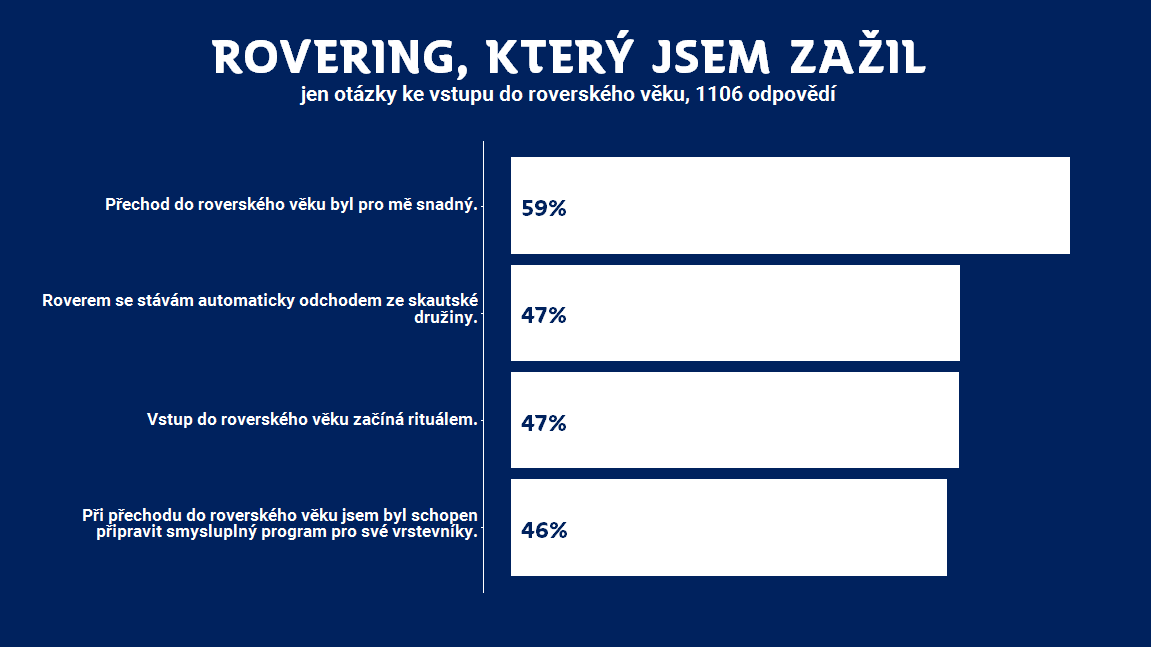 ROVERING, KTERÝ JSEM ZAŽIL
jen otázky ke vstupu do roverského věku, 1106 odpovědí
Přechod do roverského věku byl pro mě snadný.
59%
Roverem se stávám automaticky odchodem ze skautské
družiny.
47%
Vstup do roverského věku začíná rituálem.
47%
Při přechodu do roverského věku jsem byl schopen
připravit smysluplný program pro své vrstevníky.
46%